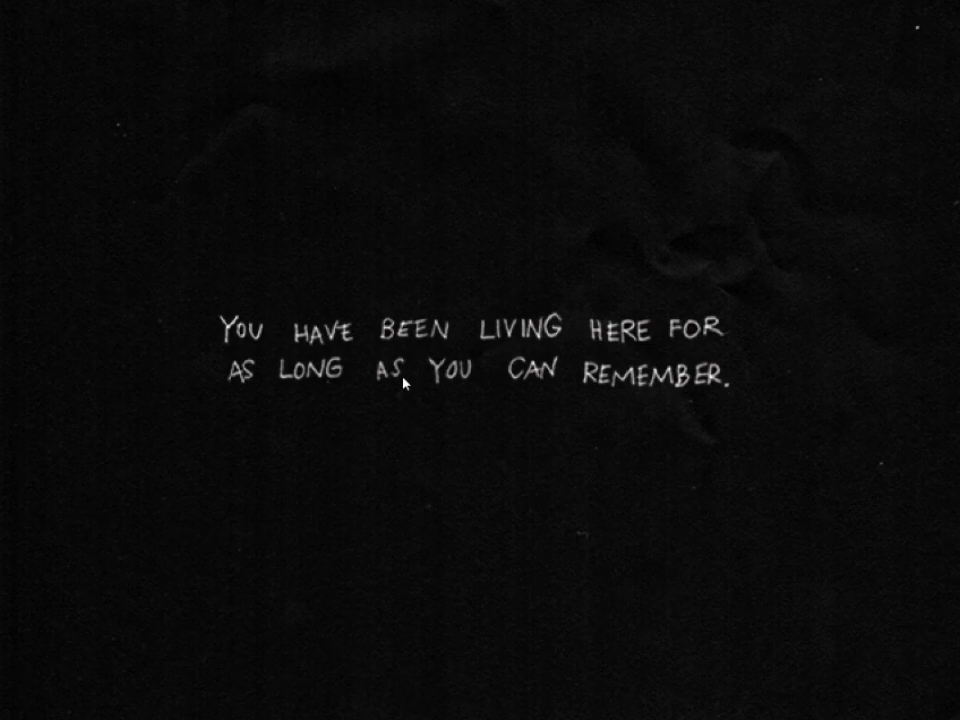 YOU HAVE BEEN LIVING HERE FOR
AS LONG AS YOU CAN REMEMBER.